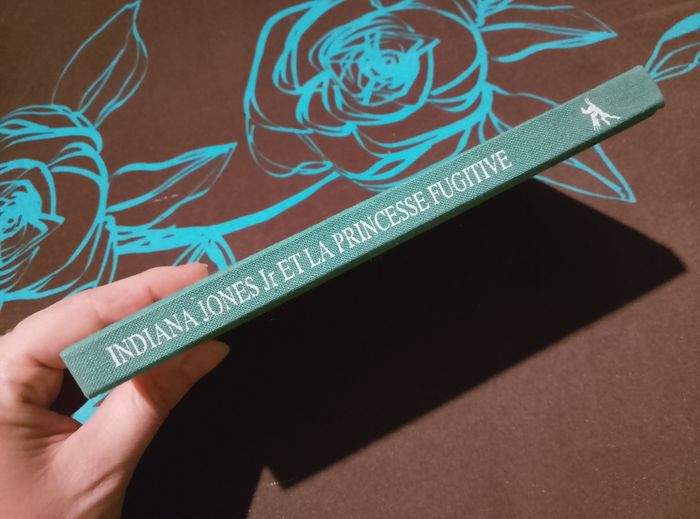 INDIANA JONES Jr ET LA PRINCESSE FUGITIVE